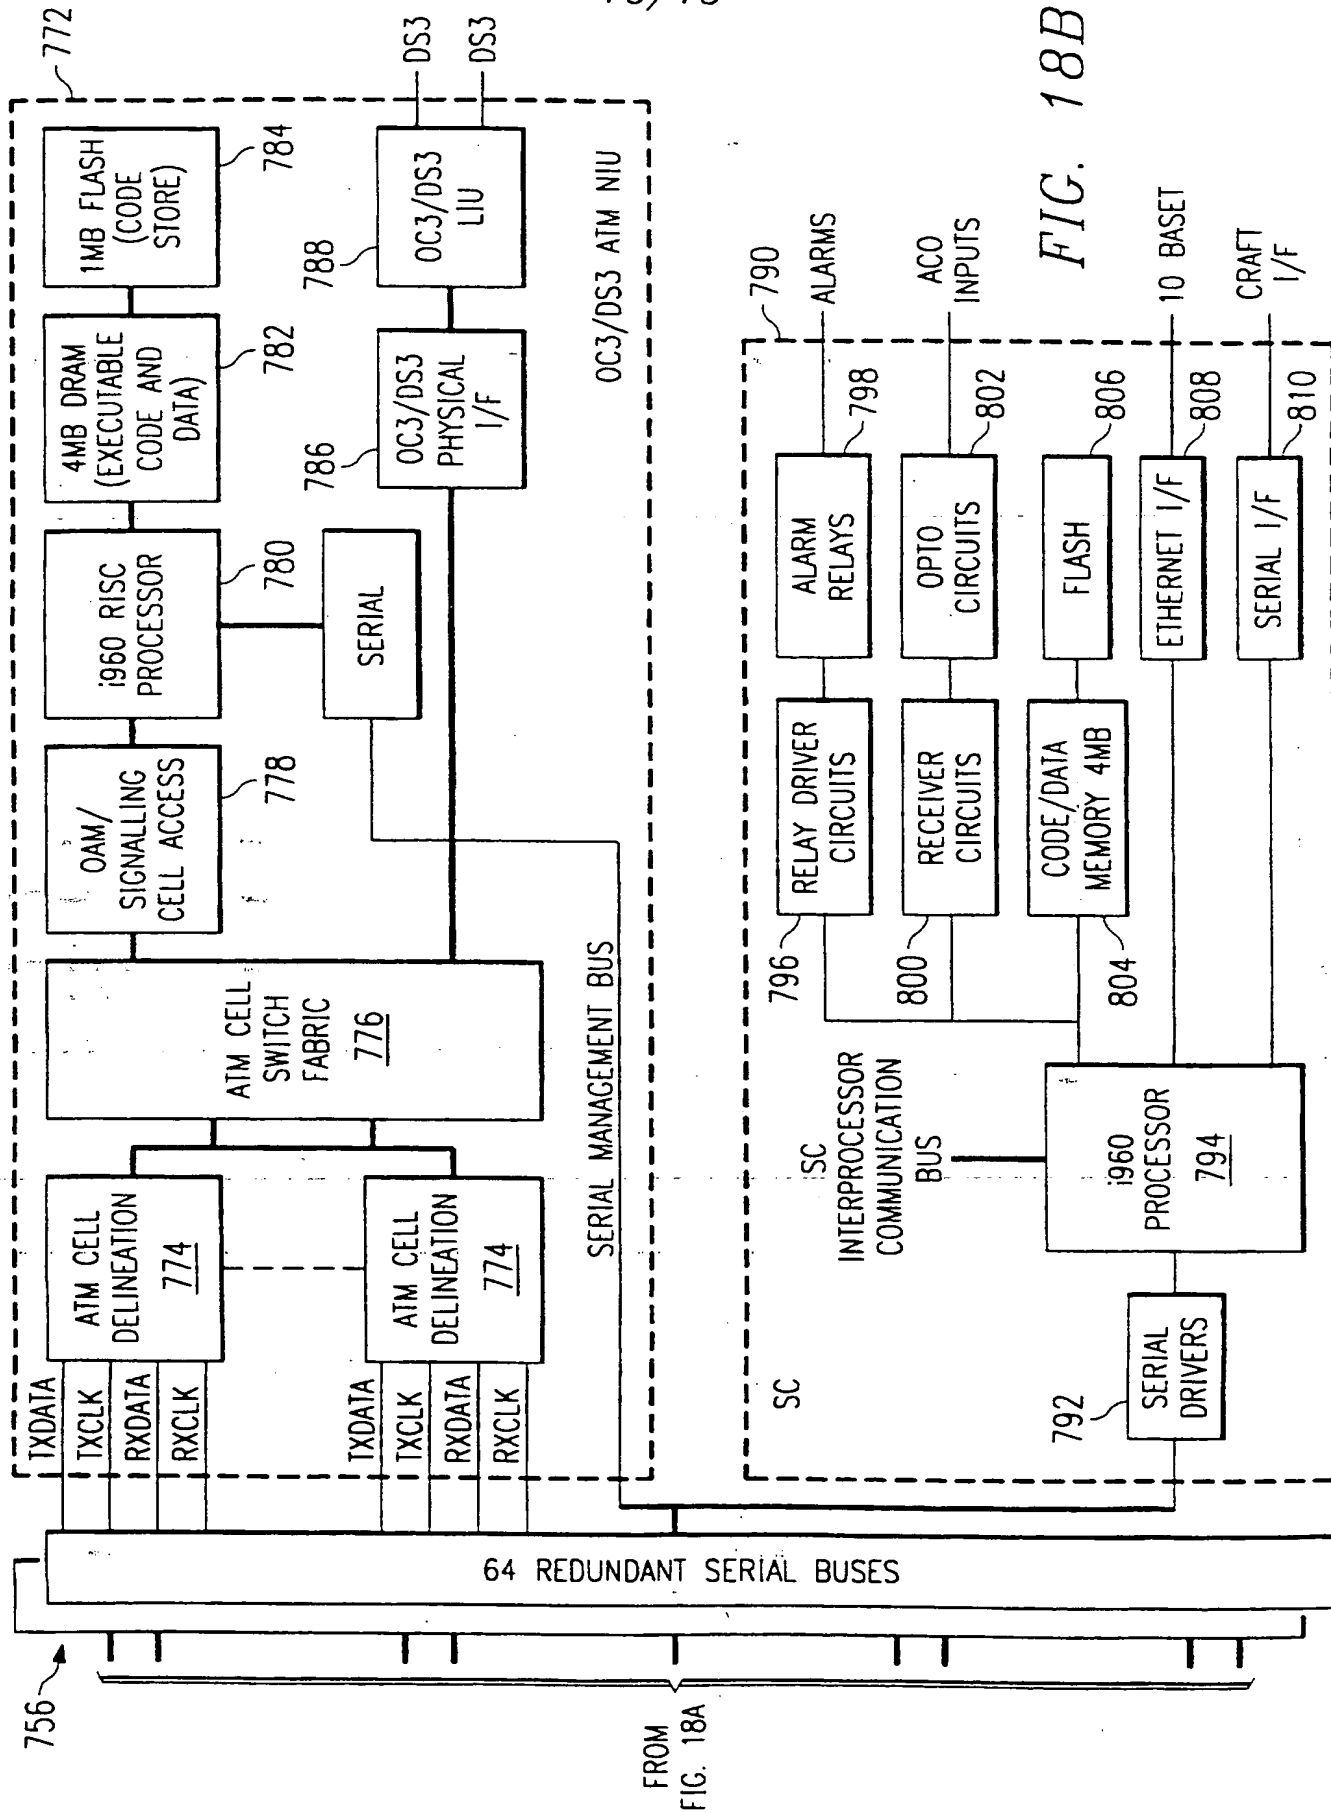 772
1MB FLASH
(CODE
STORE)
784
4MB DRAM
(EXECUTABLE
CODE AND
DATA)
782
i960 RISC
PROCESSOR
780
OAM/
SIGNALLING
CELL ACCESS
778
SERIAL
ATM CELL
SWITCH
FABRIC
776
ATM CELL
DELINEATION
774
ATM CELL
DELINEATION
774
TXDATA
TXCLK
RXDATA
RXCLK
TXDATA
TXCLK
RXDATA
RXCLK
OC3/DS3
LIU
788
OC3/DS3
PHYSICAL
I/F
786
DS3
DS3
OC3/DS3 ATM NIU
SERIAL MANAGEMENT BUS
64 REDUNDANT SERIAL BUSES
756
FROM
FIG. 18A
790
SC
SC
INTERPROCESSOR
COMMUNICATION
BUS
792
SERIAL
DRIVERS
i960
PROCESSOR
794
796
RELAY DRIVER
CIRCUITS
ALARM
RELAYS
798
ALARMS
800
RECEIVER
CIRCUITS
OPTO
CIRCUITS
802
ACO
INPUTS
804
CODE/DATA
MEMORY 4MB
FLASH
806
ETHERNET I/F
808
10 BASET
SERIAL I/F
810
CRAFT
I/F
FIG. 18B